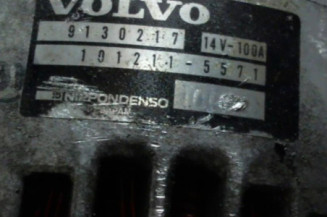 VOLVO
9130217 14V-100A
101211-5571
NIPPONDENSO